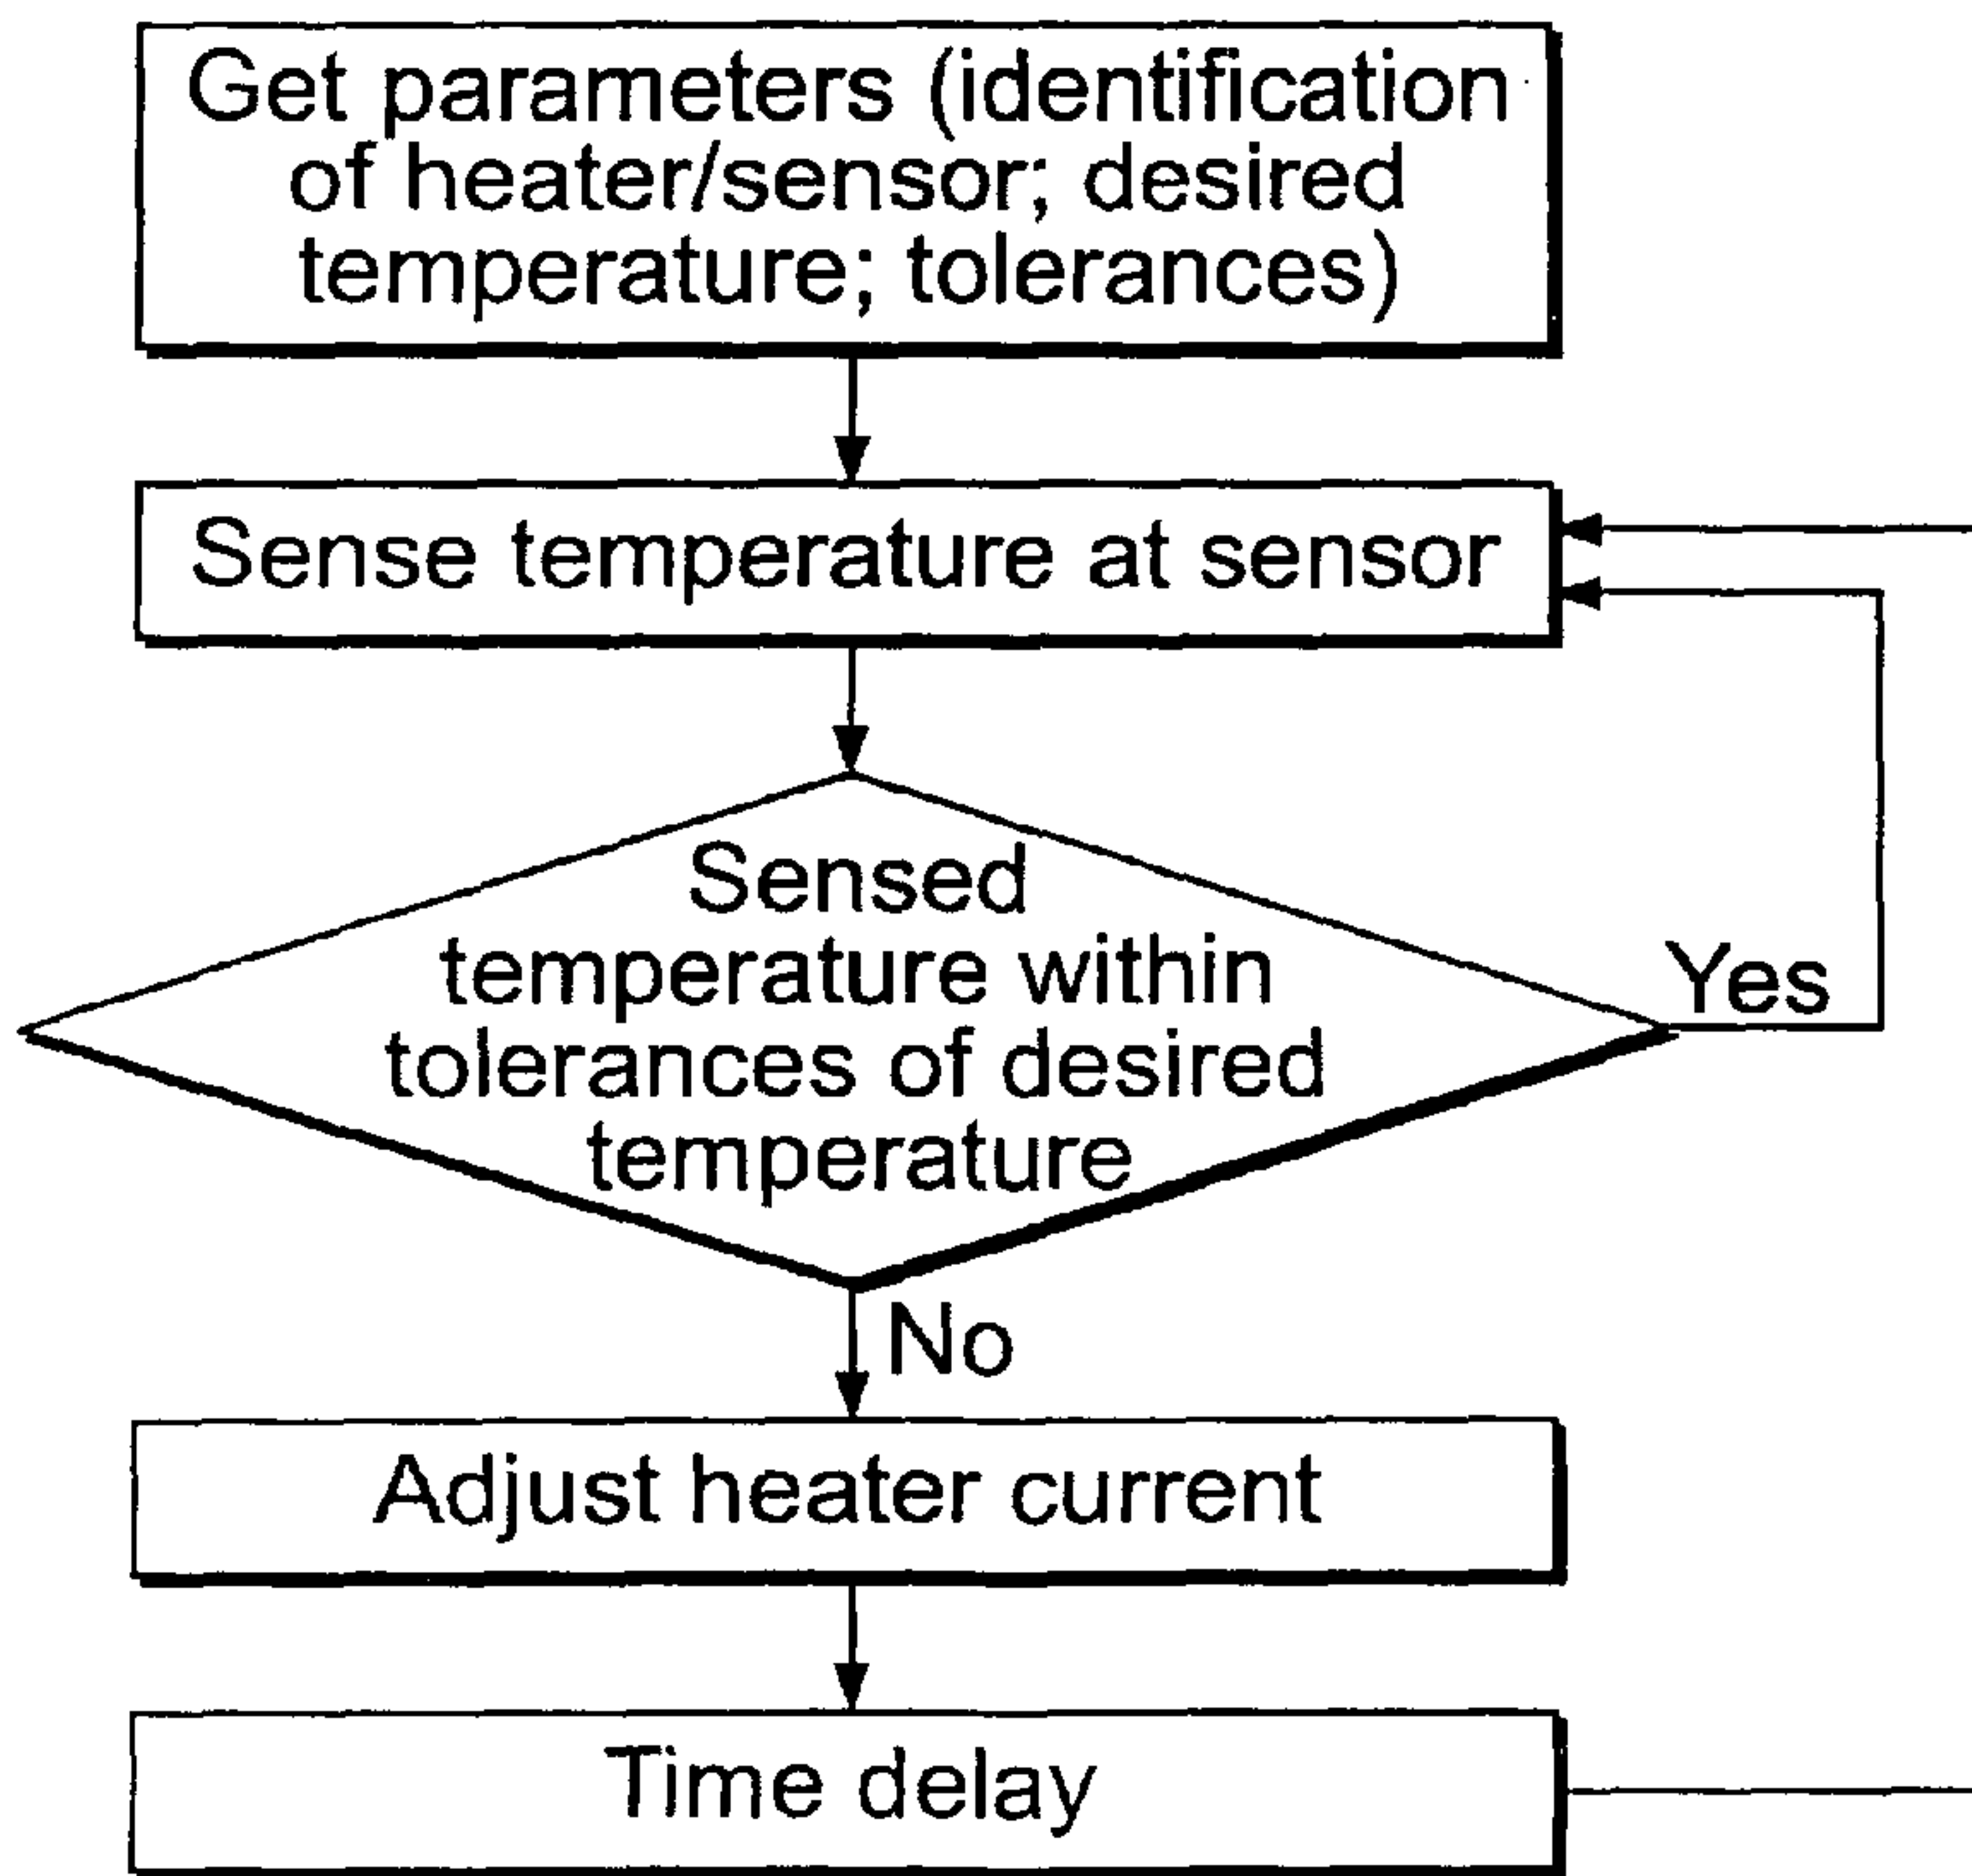 Get parameters (identification
of heater/sensor; desired
temperature; tolerances)
Sense temperature at sensor
Sensed
temperature within
tolerances of desired
temperature
Yes
No
Adjust heater current
Time delay